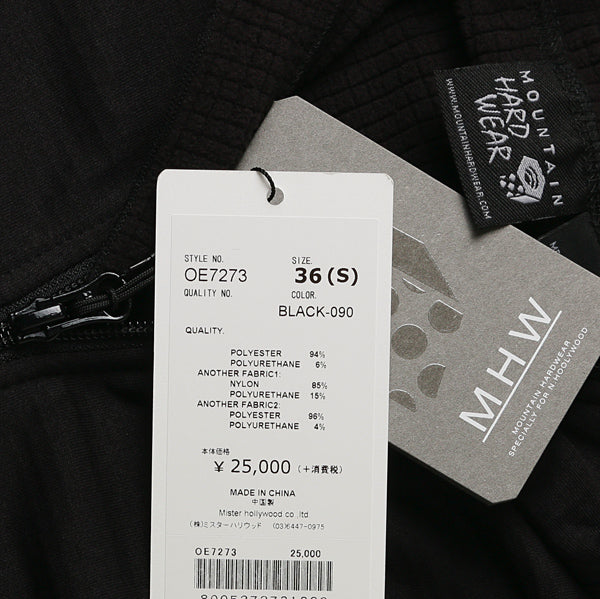 MOUNTAIN
HARD
WEAR
WWW.MOUNTAINHARDWEAR.COM
MHW
MOUNTAIN HARDWEAR
SPECIALLY FOR N.HOOLYWOOD
STYLE NO.
OE7273
QUALITY NO.
SIZE.
36 (S)
COLOR.
BLACK-090
QUALITY.
POLYESTER 94%
POLYURETHANE 6%
ANOTHER FABRIC1:
NYLON 85%
POLYURETHANE 15%
ANOTHER FABRIC2:
POLYESTER 96%
POLYURETHANE 4%
本体価格
¥ 25,000 (+消費税)
MADE IN CHINA
中国製
Mister hollywood co.,ltd
(株)ミスターハリウッド (03)6447-0975
OE7273 25,000